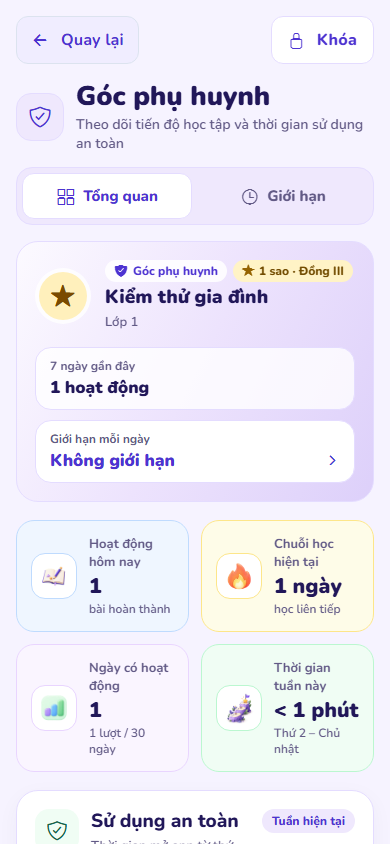 Quay lại
Khóa
Góc phụ huynh
Theo dõi tiến độ học tập và thời gian sử dụng
an toàn
Tổng quan
Giới hạn
Góc phụ huynh
1 sao · Đồng III
Kiểm thử gia đình
Lớp 1
7 ngày gần đây
1 hoạt động
Giới hạn mỗi ngày
Không giới hạn
Hoạt động
hôm nay
1
bài hoàn thành
Chuỗi học
hiện tại
1 ngày
học liên tiếp
Ngày có hoạt
động
1
1 lượt / 30
ngày
Thời gian
tuần này
< 1 phút
Thứ 2 – Chủ
nhật
Sử dụng an toàn
Tuần hiện tại